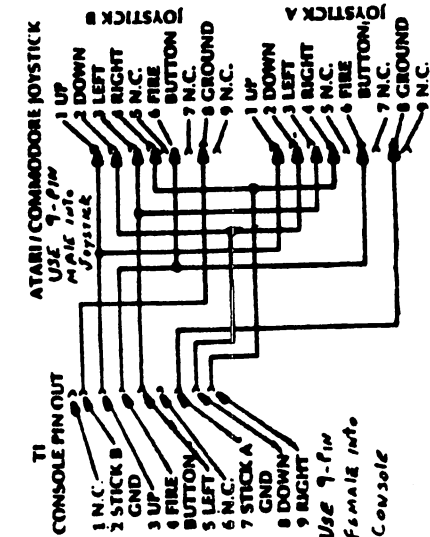 ATARI / COMMODORE JOYSTICK
USE 9-PIN
MALE INTO
JOYSTICK
JOYSTICK B
1 UP
2 DOWN
3 LEFT
4 RIGHT
5 N.C.
6 FIRE
BUTTON
7 N.C.
8 GROUND
9 N.C.
JOYSTICK A
1 UP
2 DOWN
3 LEFT
4 RIGHT
5 N.C.
6 FIRE
BUTTON
7 N.C.
8 GROUND
9 N.C.
TI
CONSOLE PIN OUT
1 N.C.
2 STICK B
GND
3 UP
4 FIRE
BUTTON
5 LEFT
6 N.C.
7 STICK A
GND
8 DOWN
9 RIGHT
USE 9-PIN
FEMALE INTO
CONSOLE